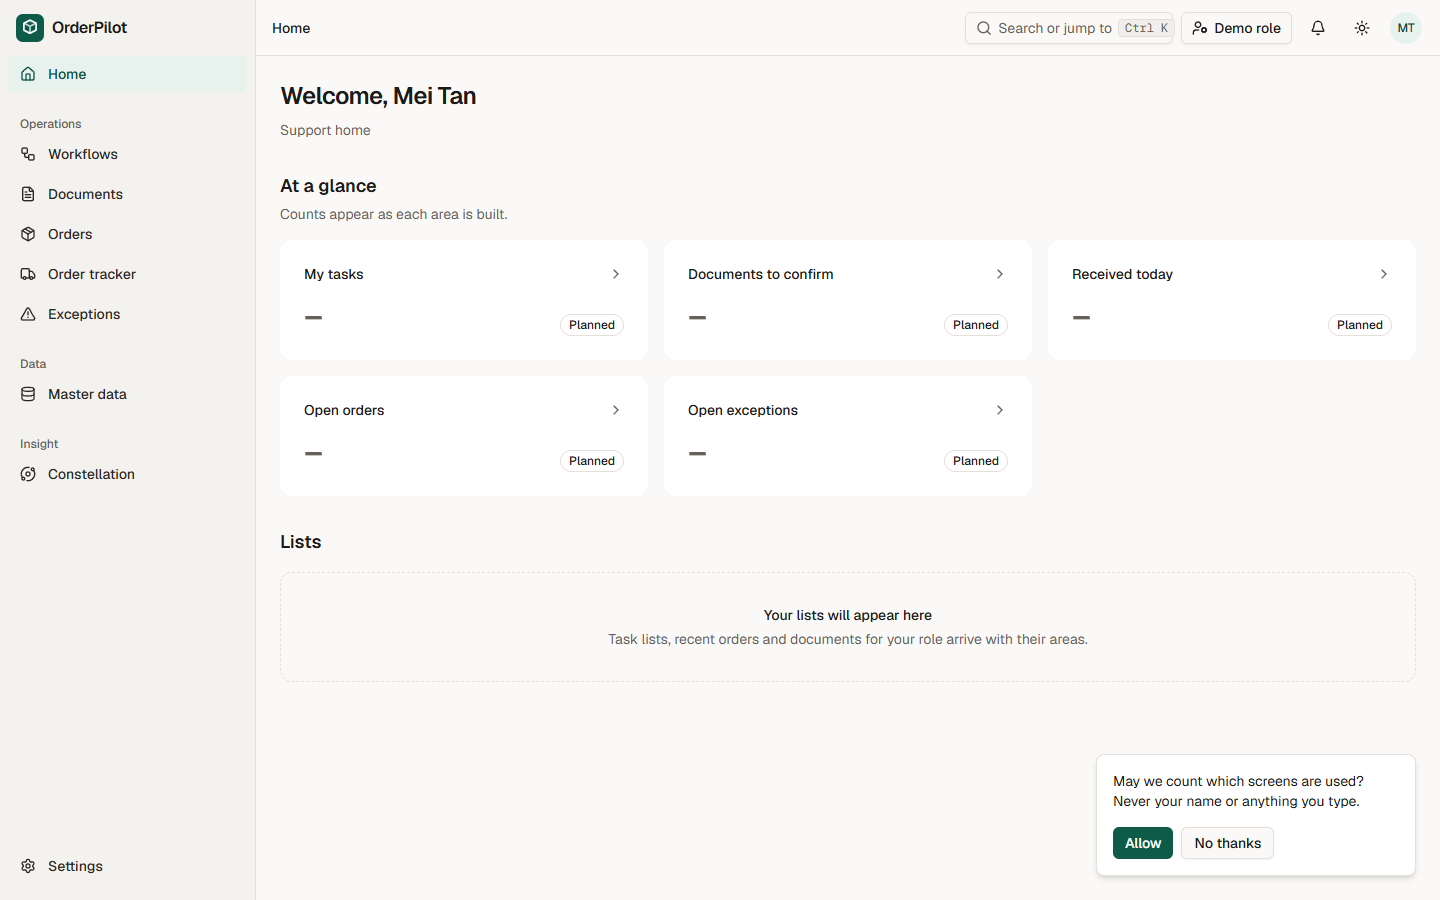 OrderPilot
Home
Operations
Workflows
Documents
Orders
Order tracker
Exceptions
Data
Master data
Insight
Constellation
Settings
Home
Search or jump to Ctrl K
Demo role
MT
Welcome, Mei Tan
Support home
At a glance
Counts appear as each area is built.
My tasks
–
Planned
Documents to confirm
–
Planned
Received today
–
Planned
Open orders
–
Planned
Open exceptions
–
Planned
Lists
Your lists will appear here
Task lists, recent orders and documents for your role arrive with their areas.
May we count which screens are used?
Never your name or anything you type.
Allow
No thanks